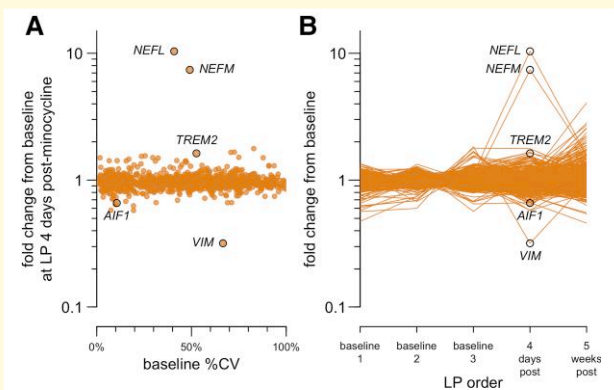 A
fold change from baseline
at LP 4 days post-minocycline
10
1
0.1
NEFL
NEFM
TREM2
AIF1
VIM
0%
50%
100%
baseline %CV
B
fold change from baseline
10
1
0.1
NEFL
NEFM
TREM2
AIF1
VIM
baseline
1
baseline
2
baseline
3
4
days
post
5
weeks
post
LP order